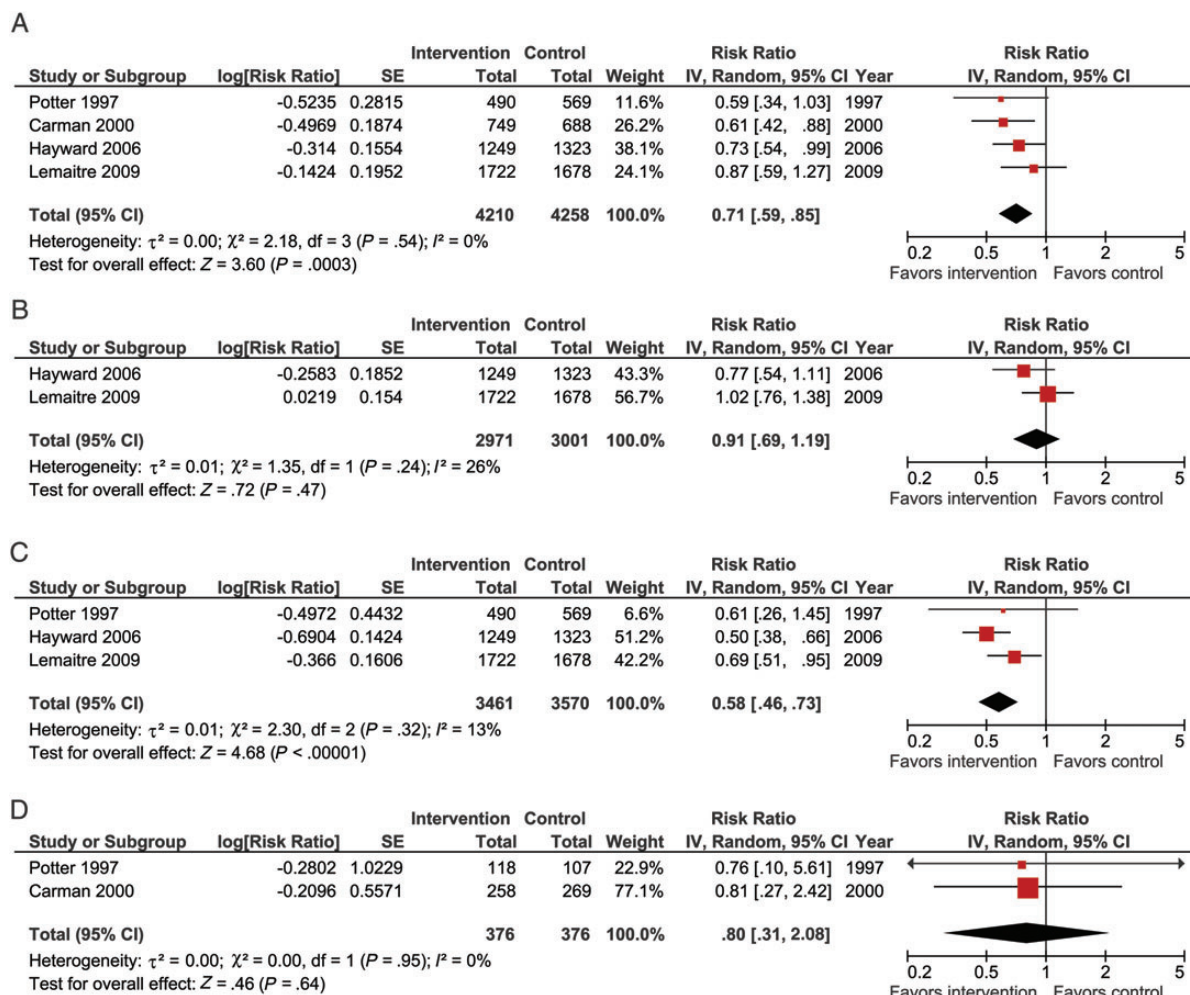 A
Intervention Control Risk Ratio Risk Ratio
Study or Subgroup log[Risk Ratio] SE Total Total Weight IV, Random, 95% CI Year IV, Random, 95% CI
Potter 1997 -0.5235 0.2815 490 569 11.6% 0.59 [.34, 1.03] 1997
Carman 2000 -0.4969 0.1874 749 688 26.2% 0.61 [.42, .88] 2000
Hayward 2006 -0.314 0.1554 1249 1323 38.1% 0.73 [.54, .99] 2006
Lemaitre 2009 -0.1424 0.1952 1722 1678 24.1% 0.87 [.59, 1.27] 2009
Total (95% CI) 4210 4258 100.0% 0.71 [.59, .85]
Heterogeneity: τ² = 0.00; χ² = 2.18, df = 3 (P = .54); I² = 0%
Test for overall effect: Z = 3.60 (P = .0003)
0.2 0.5 1 2 5
Favors intervention Favors control
B
Intervention Control Risk Ratio Risk Ratio
Study or Subgroup log[Risk Ratio] SE Total Total Weight IV, Random, 95% CI Year IV, Random, 95% CI
Hayward 2006 -0.2583 0.1852 1249 1323 43.3% 0.77 [.54, 1.11] 2006
Lemaitre 2009 0.0219 0.154 1722 1678 56.7% 1.02 [.76, 1.38] 2009
Total (95% CI) 2971 3001 100.0% 0.91 [.69, 1.19]
Heterogeneity: τ² = 0.01; χ² = 1.35, df = 1 (P = .24); I² = 26%
Test for overall effect: Z = .72 (P = .47)
0.2 0.5 1 2 5
Favors intervention Favors control
C
Intervention Control Risk Ratio Risk Ratio
Study or Subgroup log[Risk Ratio] SE Total Total Weight IV, Random, 95% CI Year IV, Random, 95% CI
Potter 1997 -0.4972 0.4432 490 569 6.6% 0.61 [.26, 1.45] 1997
Hayward 2006 -0.6904 0.1424 1249 1323 51.2% 0.50 [.38, .66] 2006
Lemaitre 2009 -0.366 0.1606 1722 1678 42.2% 0.69 [.51, .95] 2009
Total (95% CI) 3461 3570 100.0% 0.58 [.46, .73]
Heterogeneity: τ² = 0.01; χ² = 2.30, df = 2 (P = .32); I² = 13%
Test for overall effect: Z = 4.68 (P < .00001)
0.2 0.5 1 2 5
Favors intervention Favors control
D
Intervention Control Risk Ratio Risk Ratio
Study or Subgroup log[Risk Ratio] SE Total Total Weight IV, Random, 95% CI Year IV, Random, 95% CI
Potter 1997 -0.2802 1.0229 118 107 22.9% 0.76 [.10, 5.61] 1997
Carman 2000 -0.2096 0.5571 258 269 77.1% 0.81 [.27, 2.42] 2000
Total (95% CI) 376 376 100.0% .80 [.31, 2.08]
Heterogeneity: τ² = 0.00; χ² = 0.00, df = 1 (P = .95); I² = 0%
Test for overall effect: Z = .46 (P = .64)
0.2 0.5 1 2 5
Favors intervention Favors control